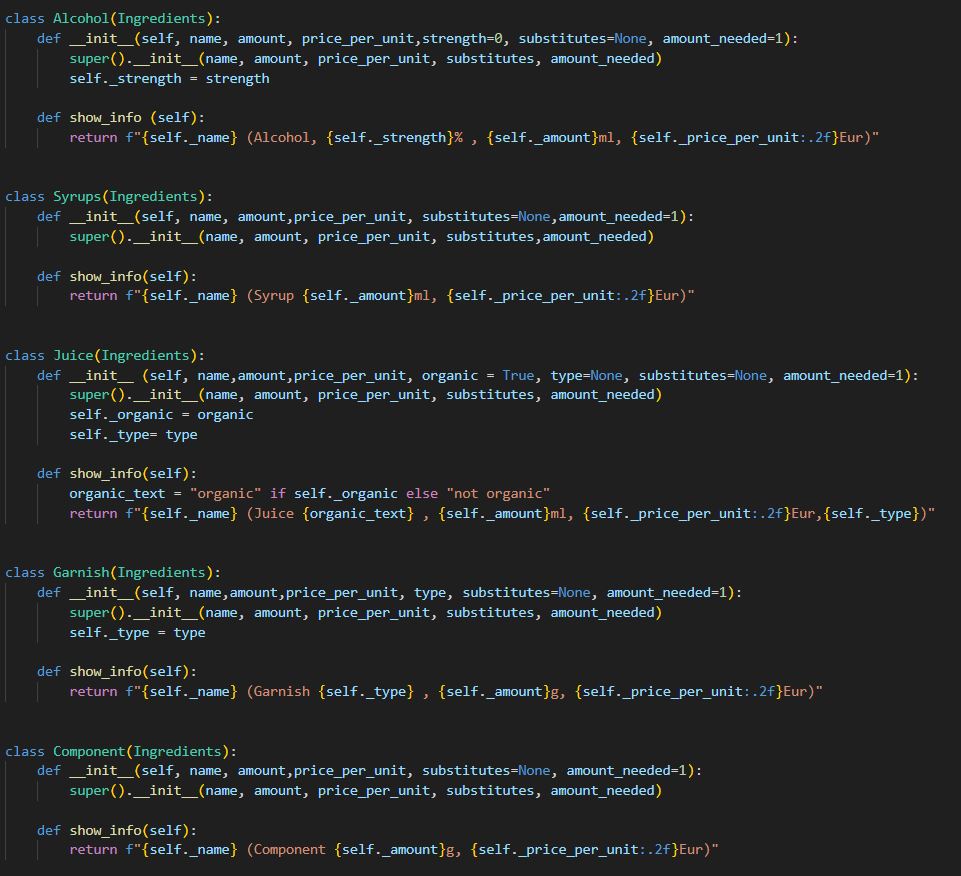 class Alcohol(Ingredients):
    def __init__(self, name, amount, price_per_unit,strength=0, substitutes=None, amount_needed=1):
        super().__init__(name, amount, price_per_unit, substitutes, amount_needed)
        self._strength = strength
    def show_info (self):
        return f"{self._name} (Alcohol, {self._strength}% , {self._amount}ml, {self._price_per_unit:.2f}Eur)"
class Syrups(Ingredients):
    def __init__(self, name, amount,price_per_unit, substitutes=None,amount_needed=1):
        super().__init__(name, amount, price_per_unit, substitutes,amount_needed)
    def show_info(self):
        return f"{self._name} (Syrup {self._amount}ml, {self._price_per_unit:.2f}Eur)"
class Juice(Ingredients):
    def __init__ (self, name,amount,price_per_unit, organic = True, type=None, substitutes=None, amount_needed=1):
        super().__init__(name, amount, price_per_unit, substitutes, amount_needed)
        self._organic = organic
        self._type= type
    def show_info(self):
        organic_text = "organic" if self._organic else "not organic"
        return f"{self._name} (Juice {organic_text} , {self._amount}ml, {self._price_per_unit:.2f}Eur,{self._type})"
class Garnish(Ingredients):
    def __init__(self, name,amount,price_per_unit, type, substitutes=None, amount_needed=1):
        super().__init__(name, amount, price_per_unit, substitutes, amount_needed)
        self._type = type
    def show_info(self):
        return f"{self._name} (Garnish {self._type} , {self._amount}g, {self._price_per_unit:.2f}Eur)"
class Component(Ingredients):
    def __init__(self, name, amount,price_per_unit, substitutes=None, amount_needed=1):
        super().__init__(name, amount, price_per_unit, substitutes, amount_needed)
    def show_info(self):
        return f"{self._name} (Component {self._amount}g, {self._price_per_unit:.2f}Eur)"